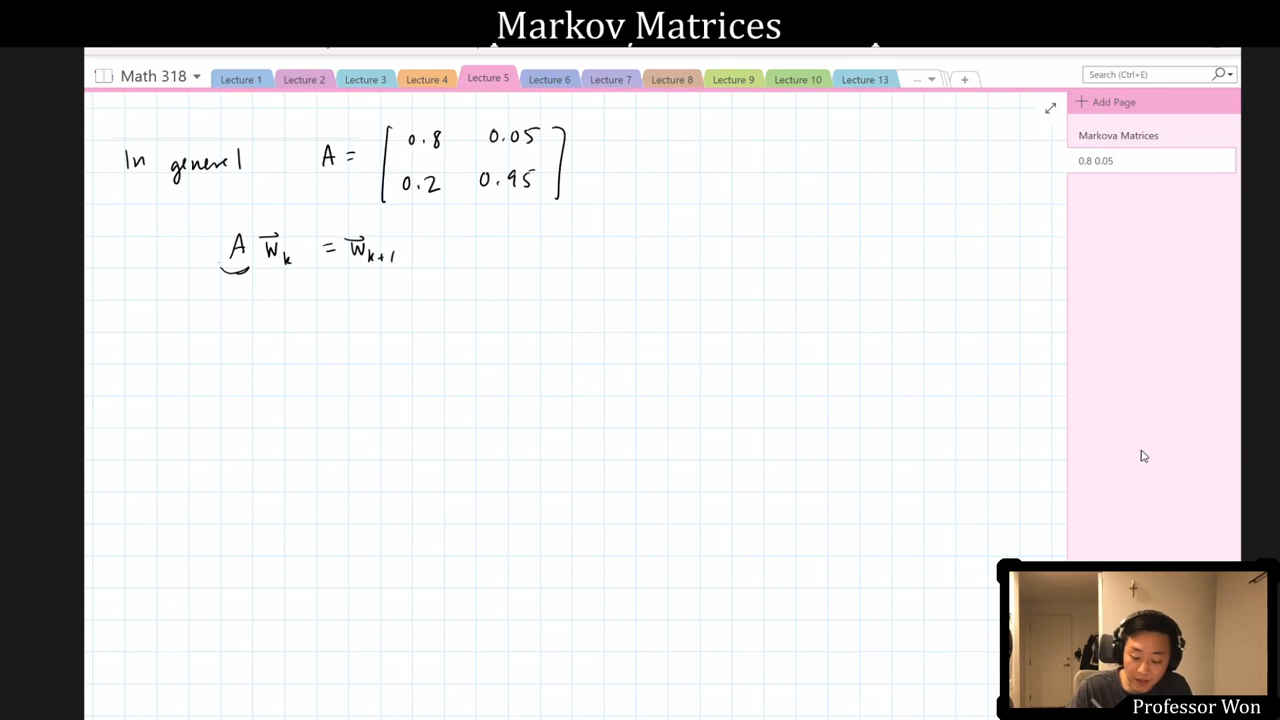 Markov Matrices
Math 318
Lecture 1 Lecture 2 Lecture 3 Lecture 4 Lecture 5 Lecture 6 Lecture 7 Lecture 8 Lecture 9 Lecture 10 Lecture 13 ... +
Search (Ctrl+E)
+ Add Page
Markova Matrices
0.8 0.05
In general A = [ 0.8 0.05
0.2 0.95 ]
A w⃗ₖ = w⃗ₖ₊₁
Professor Won